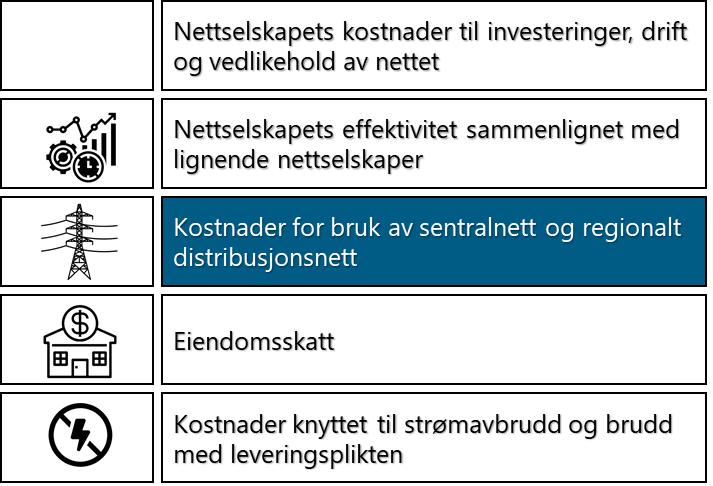 Nettselskapets kostnader til investeringer, drift
og vedlikehold av nettet
Nettselskapets effektivitet sammenlignet med
lignende nettselskaper
Kostnader for bruk av sentralnett og regionalt
distribusjonsnett
$
Eiendomsskatt
Kostnader knyttet til strømavbrudd og brudd
med leveringsplikten